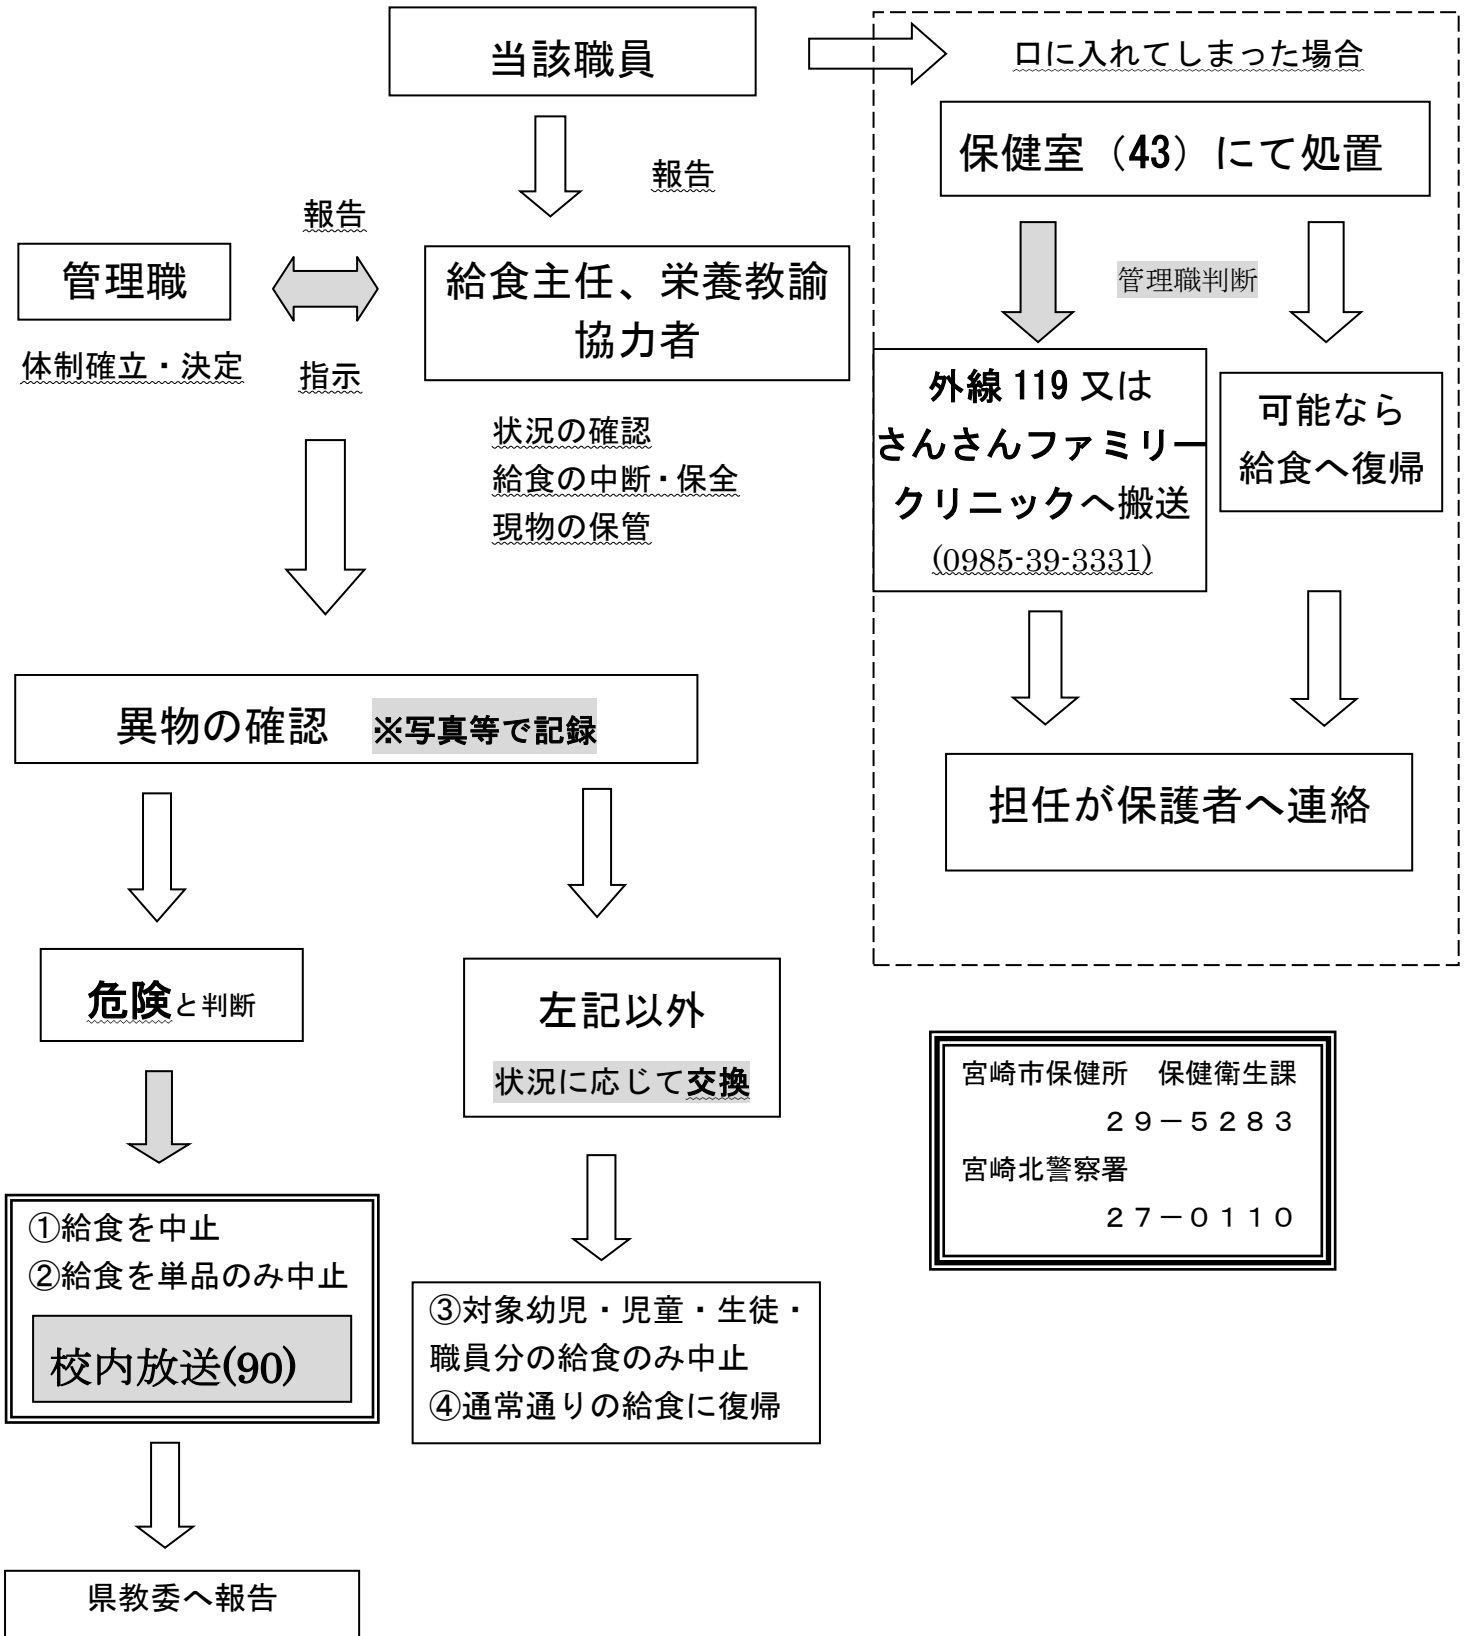 当該職員
口に入れてしまった場合
保健室（43）にて処置
報告
報告
管理職
給食主任、栄養教諭
協力者
管理職判断
体制確立・決定
指示
外線 119 又は
さんさんファミリー
クリニックへ搬送
(0985-39-3331)
可能なら
給食へ復帰
状況の確認
給食の中断・保全
現物の保管
異物の確認　※写真等で記録
担任が保護者へ連絡
危険と判断
左記以外
状況に応じて交換
宮崎市保健所　保健衛生課
２９－５２８３
宮崎北警察署
２７－０１１０
①給食を中止
②給食を単品のみ中止
校内放送(90)
③対象幼児・児童・生徒・
職員分の給食のみ中止
④通常通りの給食に復帰
県教委へ報告